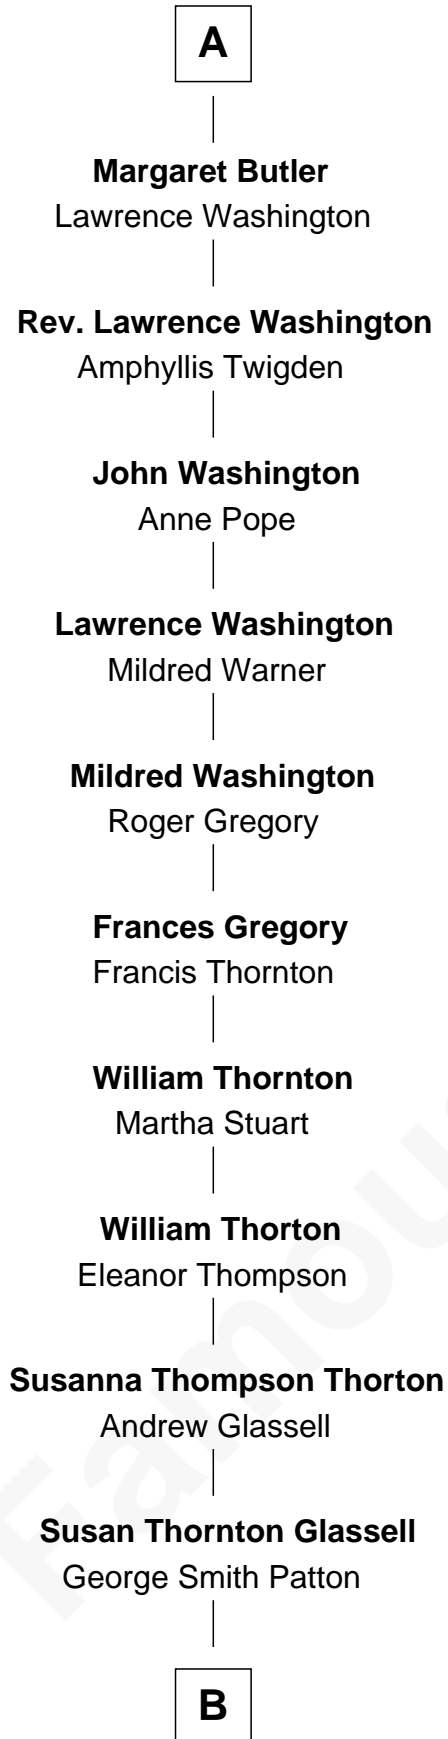 A
Margaret Butler
Lawrence Washington
Rev. Lawrence Washington
Amphyllis Twigden
John Washington
Anne Pope
Lawrence Washington
Mildred Warner
Mildred Washington
Roger Gregory
Frances Gregory
Francis Thornton
William Thornton
Martha Stuart
William Thorton
Eleanor Thompson
Susanna Thompson Thorton
Andrew Glassell
Susan Thornton Glassell
George Smith Patton
B
Famou